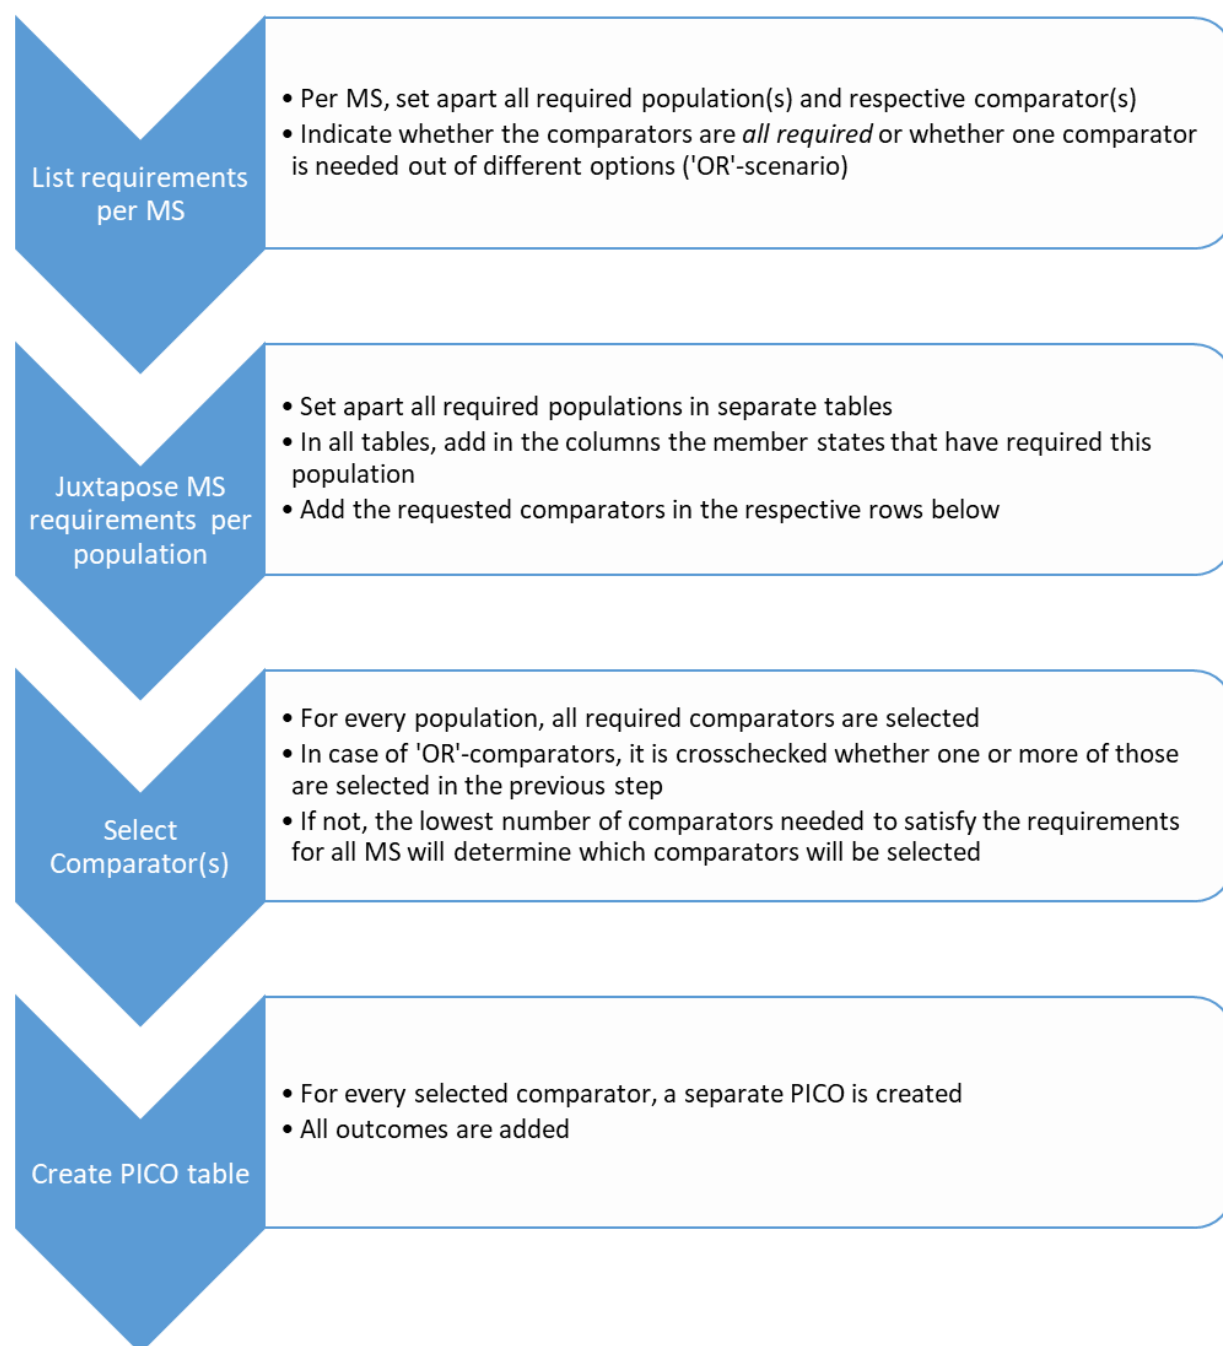 List requirements
per MS
• Per MS, set apart all required population(s) and respective comparator(s)
• Indicate whether the comparators are all required or whether one comparator
is needed out of different options ('OR'-scenario)
Juxtapose MS
requirements per
population
• Set apart all required populations in separate tables
• In all tables, add in the columns the member states that have required this
population
• Add the requested comparators in the respective rows below
Select
Comparator(s)
• For every population, all required comparators are selected
• In case of 'OR'-comparators, it is crosschecked whether one or more of those
are selected in the previous step
• If not, the lowest number of comparators needed to satisfy the requirements
for all MS will determine which comparators will be selected
Create PICO table
• For every selected comparator, a separate PICO is created
• All outcomes are added